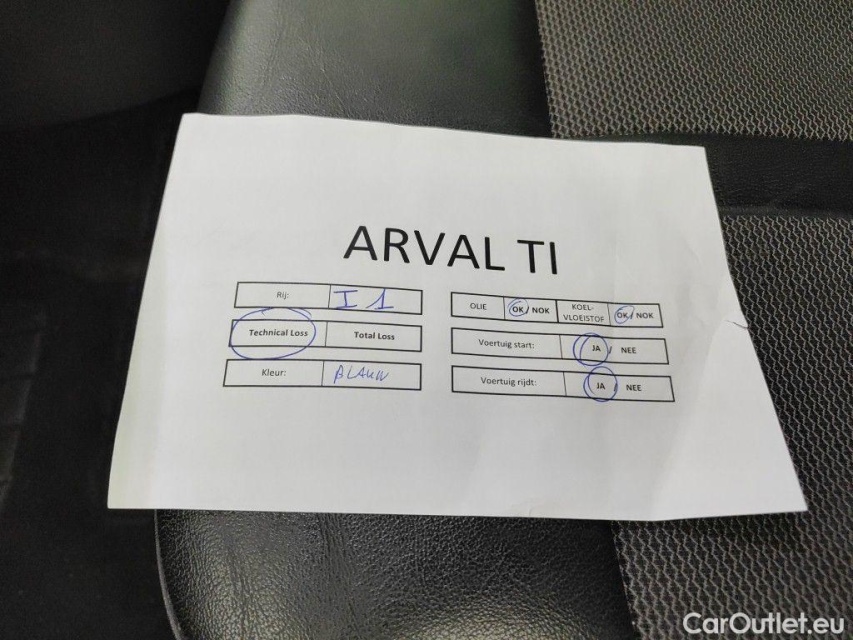 ARVAL TI
Rij: I 1
Technical Loss Total Loss
Kleur: BLAUW
OLIE OK / NOK KOEL-
VLOEISTOF OK / NOK
Voertuig start: JA / NEE
Voertuig rijdt: JA NEE
CarOutlet.eu